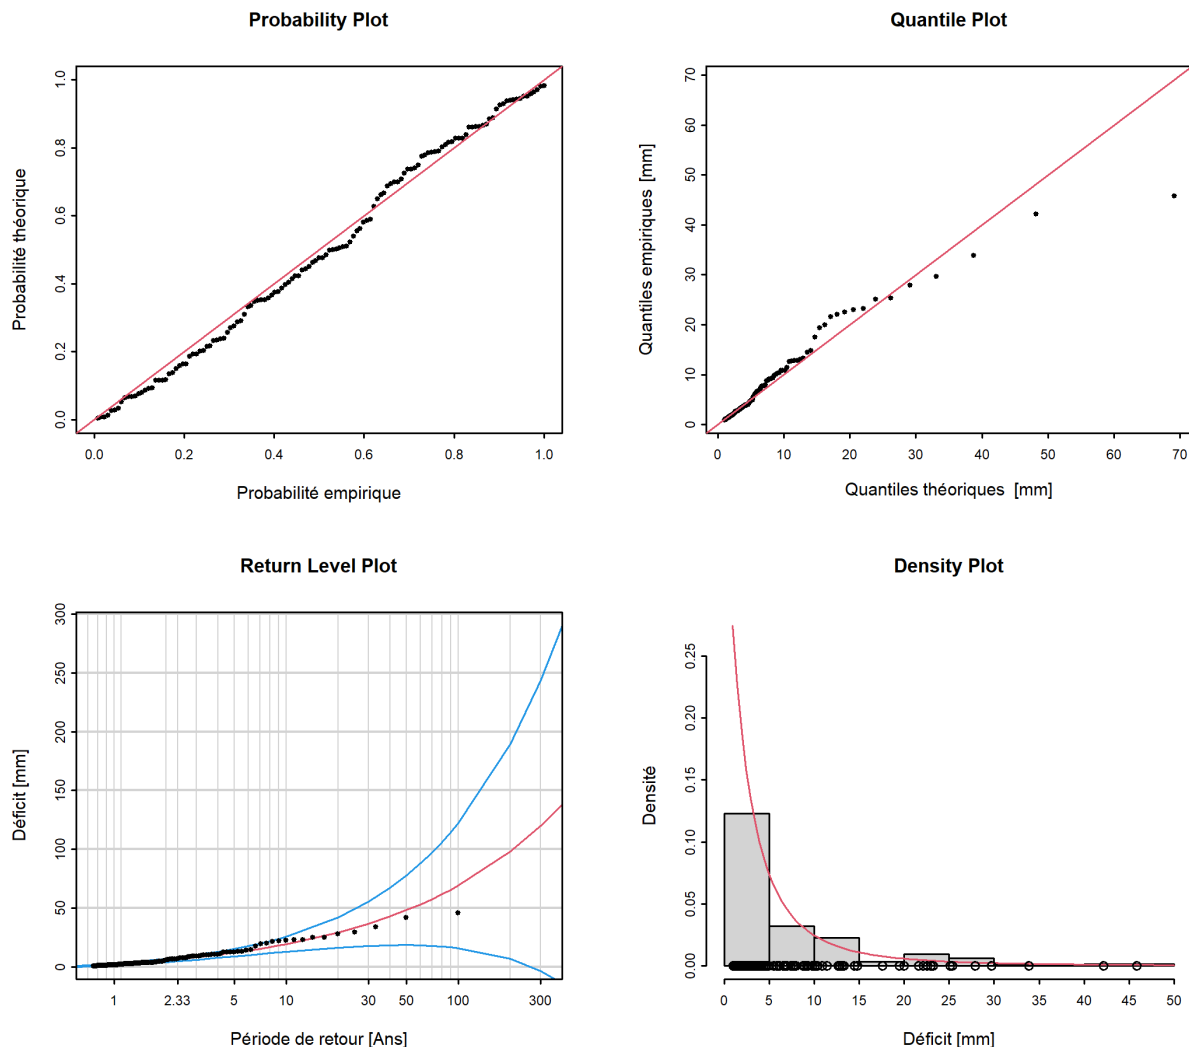 Probability Plot
Probabilité théorique
1.0
0.8
0.6
0.4
0.2
0.0
0.0 0.2 0.4 0.6 0.8 1.0
Probabilité empirique
Quantile Plot
Quantiles empiriques [mm]
70
60
50
40
30
20
10
0
0 10 20 30 40 50 60 70
Quantiles théoriques [mm]
Return Level Plot
Déficit [mm]
300
250
200
150
100
50
0
1 2.33 5 10 30 50 100 300
Période de retour [Ans]
Density Plot
Densité
0.25
0.20
0.15
0.10
0.05
0.00
0 5 10 15 20 25 30 35 40 45 50
Déficit [mm]